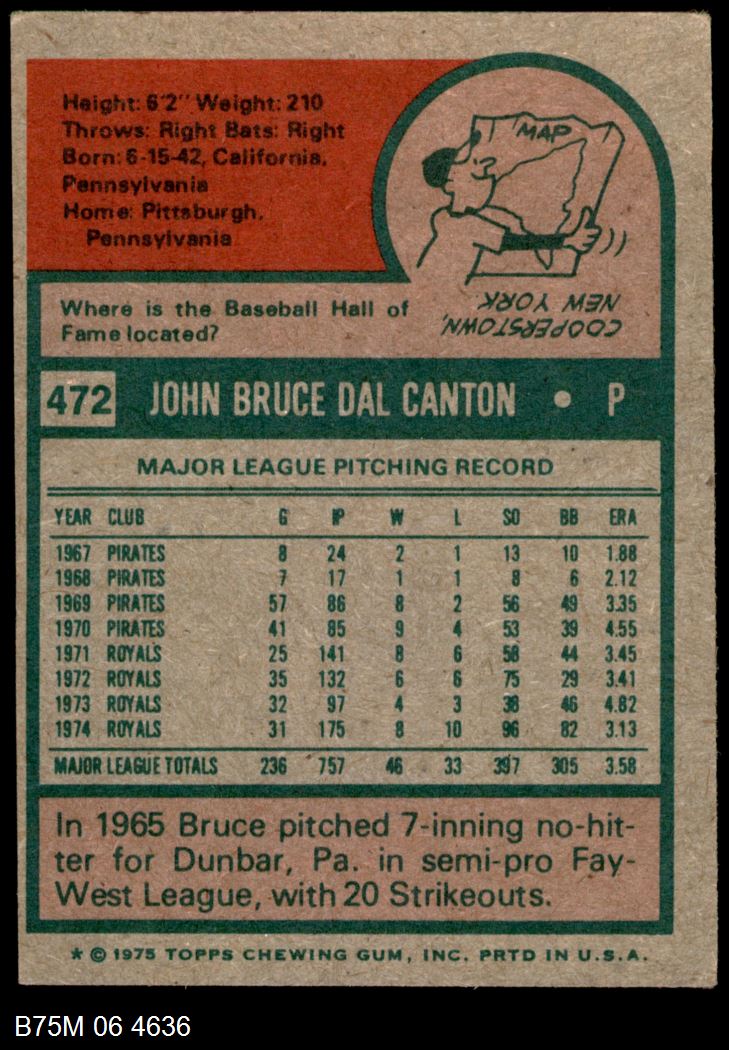 Height: 6'2" Weight: 210
Throws: Right Bats: Right
Born: 6-15-42, California,
Pennsylvania
Home: Pittsburgh,
Pennsylvania
MAP
Where is the Baseball Hall of
Fame located?
COOPERSTOWN,
NEW YORK
472 JOHN BRUCE DAL CANTON • P
MAJOR LEAGUE PITCHING RECORD
YEAR CLUB G IP W L SO BB ERA
1967 PIRATES 8 24 2 1 13 10 1.88
1968 PIRATES 7 17 1 1 8 6 2.12
1969 PIRATES 57 86 8 2 56 49 3.35
1970 PIRATES 41 85 9 4 53 39 4.55
1971 ROYALS 25 141 8 6 58 44 3.45
1972 ROYALS 35 132 6 6 75 29 3.41
1973 ROYALS 32 97 4 3 38 46 4.82
1974 ROYALS 31 175 8 10 96 82 3.13
MAJOR LEAGUE TOTALS 236 757 46 33 397 305 3.58
In 1965 Bruce pitched 7-inning no-hit-
ter for Dunbar, Pa. in semi-pro Fay-
West League, with 20 Strikeouts.
* © 1975 TOPPS CHEWING GUM, INC. PRTD IN U.S.A.
B75M 06 4636